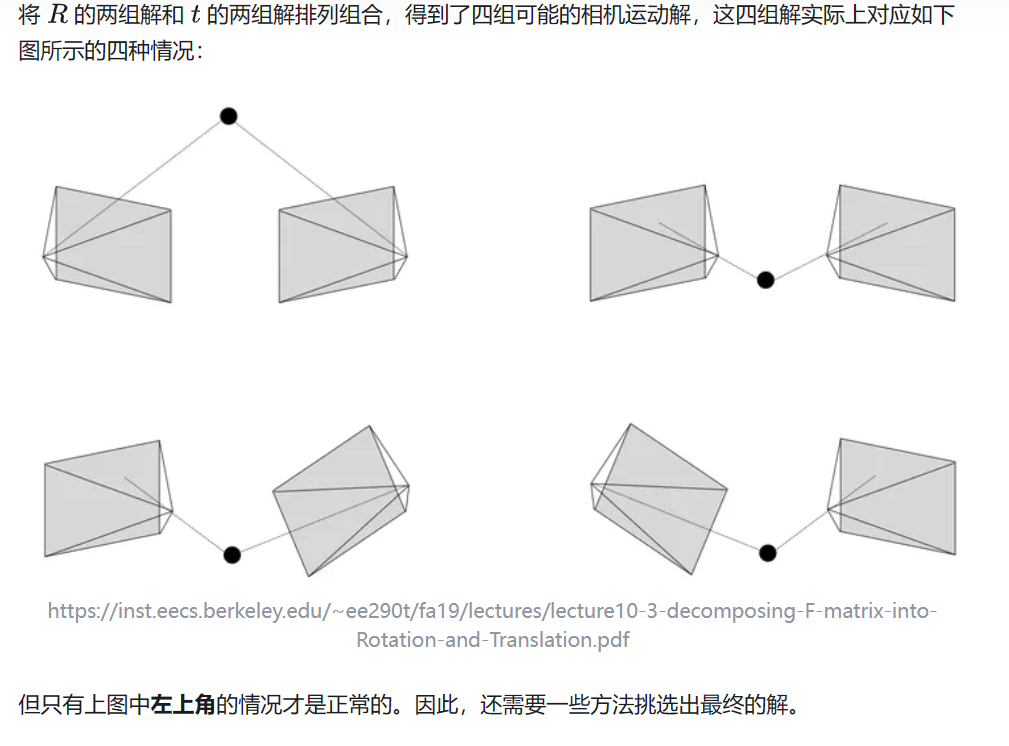 将 R 的两组解和 t 的两组解排列组合，得到了四组可能的相机运动解，这四组解实际上对应如下
图所示的四种情况：
https://inst.eecs.berkeley.edu/~ee290t/fa19/lectures/lecture10-3-decomposing-F-matrix-into-
Rotation-and-Translation.pdf
但只有上图中左上角的情况才是正常的。因此，还需要一些方法挑选出最终的解。